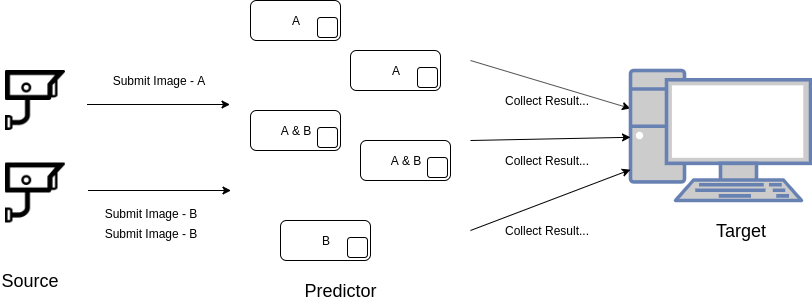 A
Submit Image - A
A
Collect Result...
A & B
A & B
Collect Result...
Submit Image - B
Submit Image - B
B
Collect Result...
Target
Source
Predictor